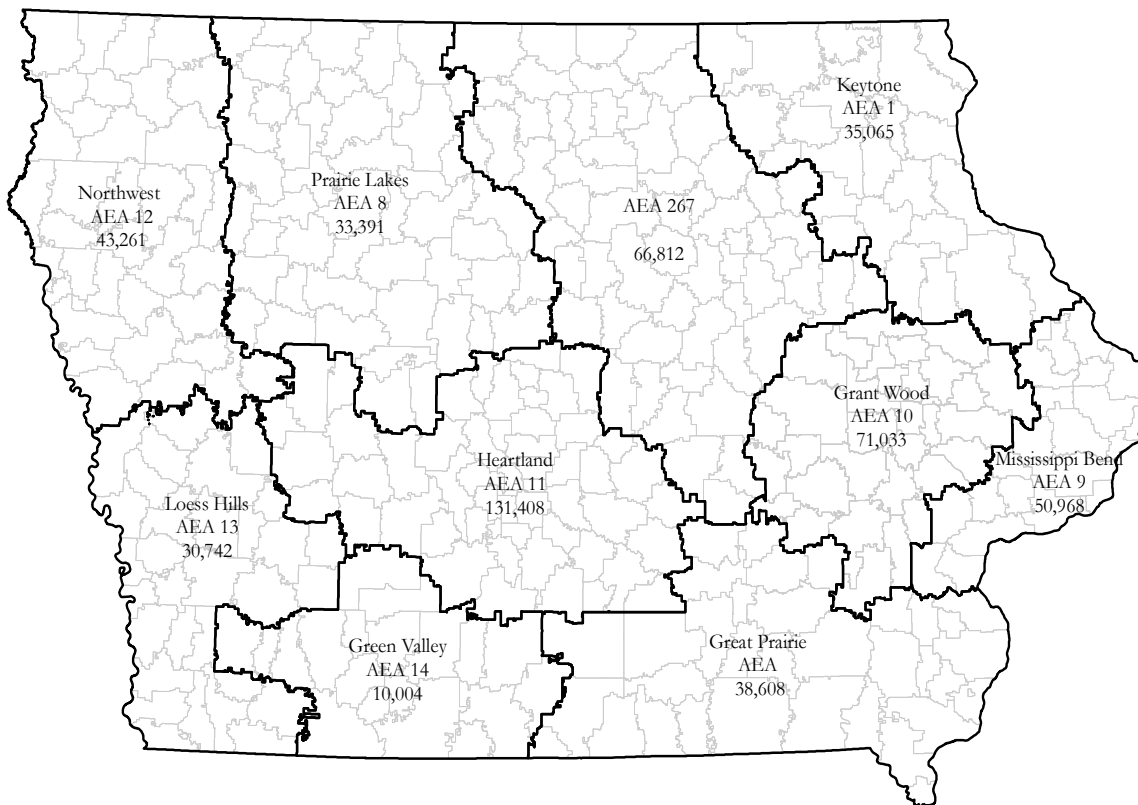 Keytone
AEA 1
35,065
Prairie Lakes
AEA 8
33,391
Northwest
AEA 12
43,261
AEA 267
66,812
Grant Wood
AEA 10
71,033
Heartland
AEA 11
131,408
Mississippi Bend
AEA 9
50,968
Loess Hills
AEA 13
30,742
Green Valley
AEA 14
10,004
Great Prairie
AEA
38,608